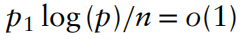 p₁ log (p)/n = o(1)